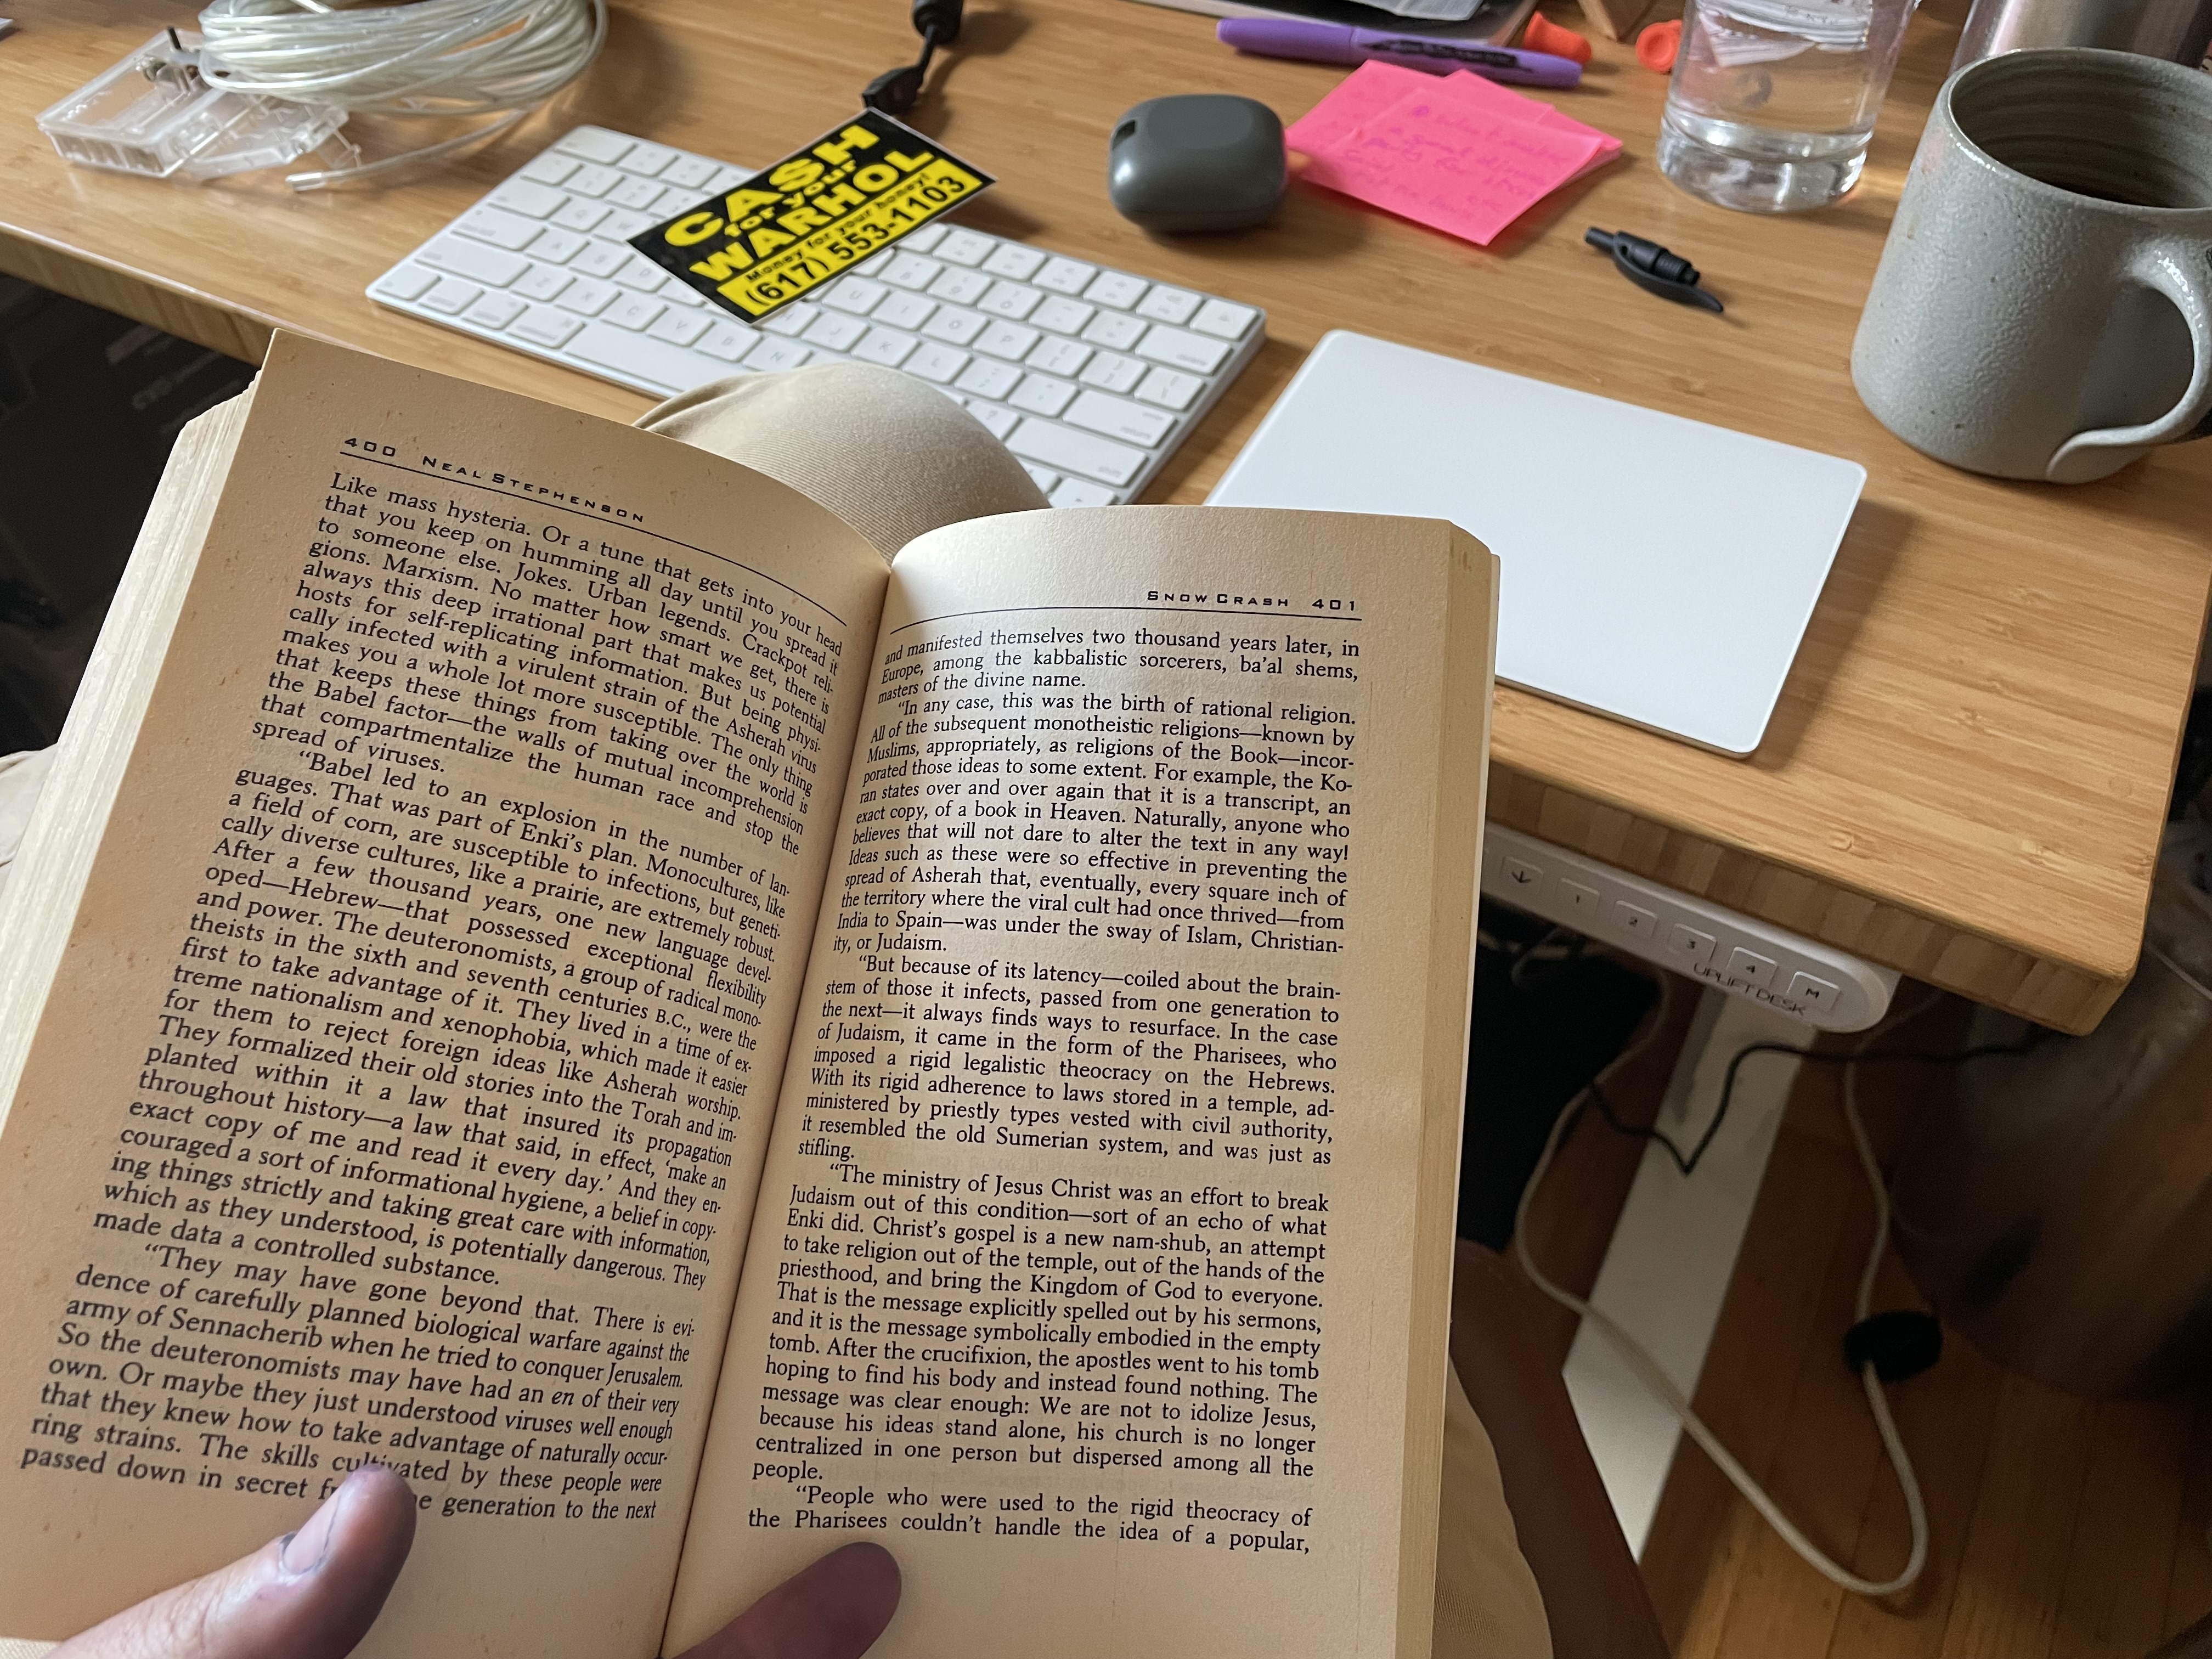 CASH
for your
WARHOL
Money for your honey!
(617) 553-1103
400 NEAL STEPHENSON
Like mass hysteria. Or a tune that gets into your head
that you keep on humming all day until you spread it
to someone else. Jokes. Urban legends. Crackpot reli-
gions. Marxism. No matter how smart we get, there is
always this deep irrational part that makes us potential
hosts for self-replicating information. But being physi-
cally infected with a virulent strain of the Asherah virus
makes you a whole lot more susceptible. The only thing
that keeps these things from taking over the world is
the Babel factor—the walls of mutual incomprehension
that compartmentalize the human race and stop the
spread of viruses.
“Babel led to an explosion in the number of lan-
guages. That was part of Enki’s plan. Monocultures, like
a field of corn, are susceptible to infections, but geneti-
cally diverse cultures, like a prairie, are extremely robust.
After a few thousand years, one new language devel-
oped—Hebrew—that possessed exceptional flexibility
and power. The deuteronomists, a group of radical mono-
theists in the sixth and seventh centuries B.C., were the
first to take advantage of it. They lived in a time of ex-
treme nationalism and xenophobia, which made it easier
for them to reject foreign ideas like Asherah worship.
They formalized their old stories into the Torah and im-
planted within it a law that insured its propagation
throughout history—a law that said, in effect, ‘make an
exact copy of me and read it every day.’ And they en-
couraged a sort of informational hygiene, a belief in copy-
ing things strictly and taking great care with information,
which as they understood, is potentially dangerous. They
made data a controlled substance.
“They may have gone beyond that. There is evi-
dence of carefully planned biological warfare against the
army of Sennacherib when he tried to conquer Jerusalem.
So the deuteronomists may have had an en of their very
own. Or maybe they just understood viruses well enough
that they knew how to take advantage of naturally occur-
ring strains. The skills cultivated by these people were
passed down in secret generation to the next
SNOW CRASH 401
and manifested themselves two thousand years later, in
Europe, among the kabbalistic sorcerers, ba’al shems,
masters of the divine name.
“In any case, this was the birth of rational religion.
All of the subsequent monotheistic religions—known by
Muslims, appropriately, as religions of the Book—incor-
porated those ideas to some extent. For example, the Ko-
ran states over and over again that it is a transcript, an
exact copy, of a book in Heaven. Naturally, anyone who
believes that will not dare to alter the text in any way!
Ideas such as these were so effective in preventing the
spread of Asherah that, eventually, every square inch of
the territory where the viral cult had once thrived—from
India to Spain—was under the sway of Islam, Christian-
ity, or Judaism.
“But because of its latency—coiled about the brain-
stem of those it infects, passed from one generation to
the next—it always finds ways to resurface. In the case
of Judaism, it came in the form of the Pharisees, who
imposed a rigid legalistic theocracy on the Hebrews.
With its rigid adherence to laws stored in a temple, ad-
ministered by priestly types vested with civil authority,
it resembled the old Sumerian system, and was just as
stifling.
“The ministry of Jesus Christ was an effort to break
Judaism out of this condition—sort of an echo of what
Enki did. Christ’s gospel is a new nam-shub, an attempt
to take religion out of the temple, out of the hands of the
priesthood, and bring the Kingdom of God to everyone.
That is the message explicitly spelled out by his sermons,
and it is the message symbolically embodied in the empty
tomb. After the crucifixion, the apostles went to his tomb
hoping to find his body and instead found nothing. The
message was clear enough: We are not to idolize Jesus,
because his ideas stand alone, his church is no longer
centralized in one person but dispersed among all the
people.
“People who were used to the rigid theocracy of
the Pharisees couldn’t handle the idea of a popular,
1 2 3 4 M
UPLIFT DESK